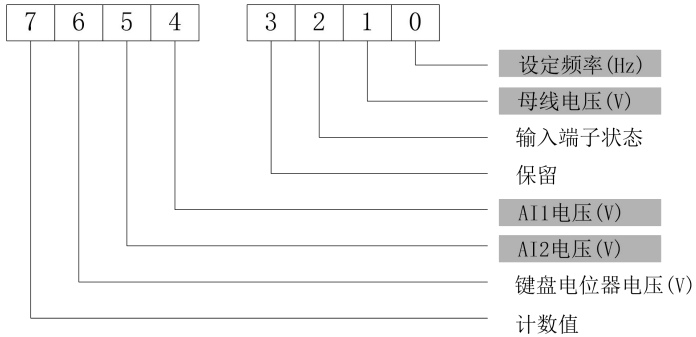 7 6 5 4 3 2 1 0
设定频率(Hz)
母线电压(V)
输入端子状态
保留
AI1电压(V)
AI2电压(V)
键盘电位器电压(V)
计数值